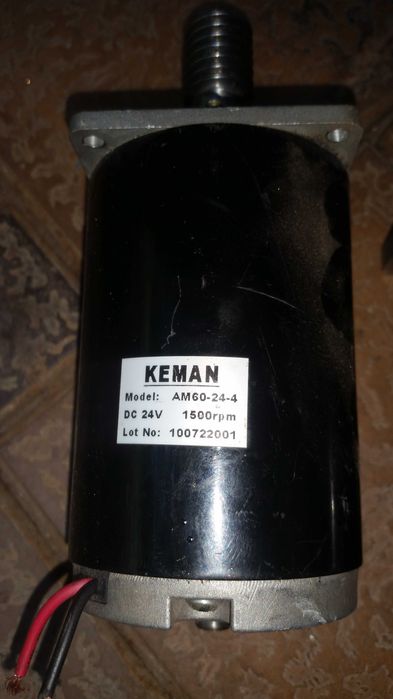 KEMAN
Model: AM60-24-4
DC 24V 1500rpm
Lot No: 100722001